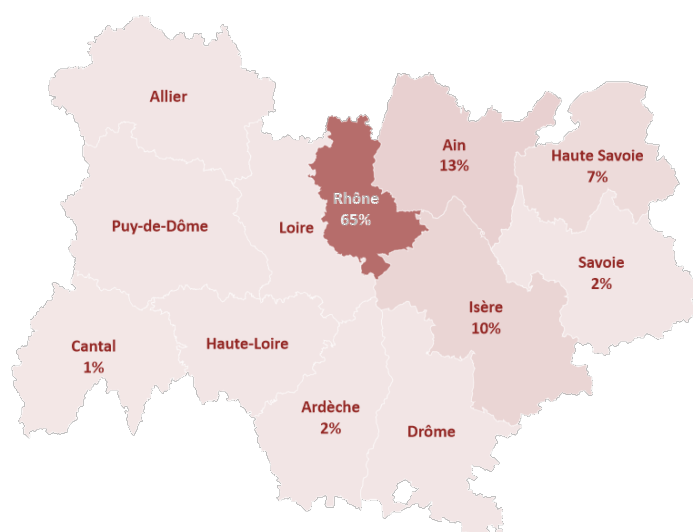 Allier
Ain
13%
Haute Savoie
7%
Rhône
65%
Puy-de-Dôme
Loire
Savoie
2%
Isère
10%
Cantal
1%
Haute-Loire
Ardèche
2%
Drôme